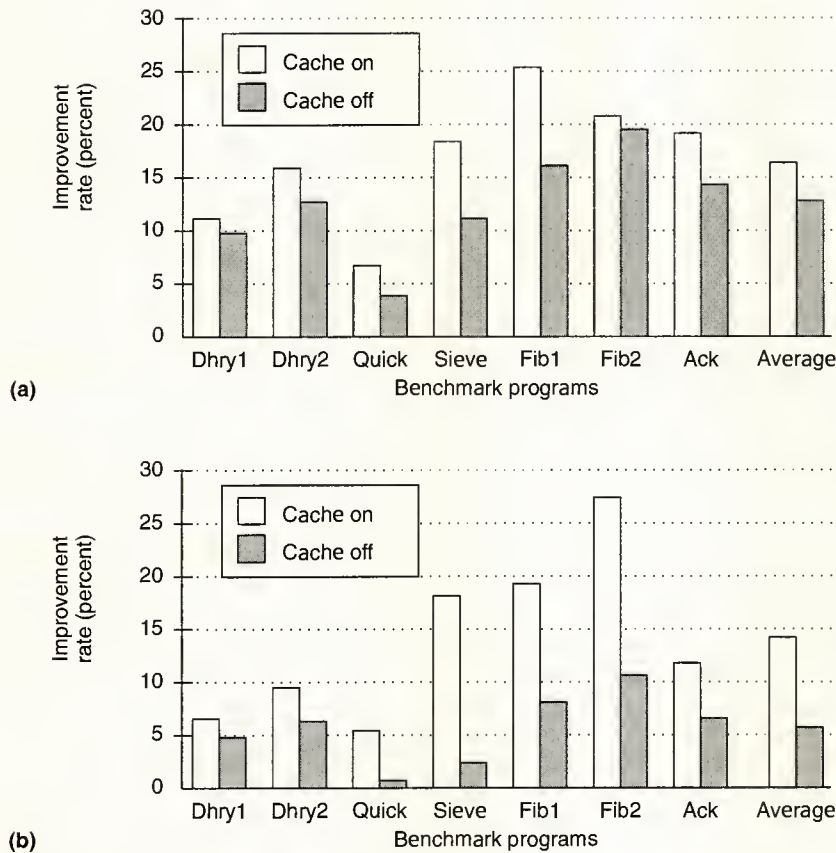 Improvement
rate (percent)
30
25
20
15
10
5
0
Cache on
Cache off
Dhry1 Dhry2 Quick Sieve Fib1 Fib2 Ack Average
Benchmark programs
(a)
Improvement
rate (percent)
30
25
20
15
10
5
0
Cache on
Cache off
Dhry1 Dhry2 Quick Sieve Fib1 Fib2 Ack Average
Benchmark programs
(b)